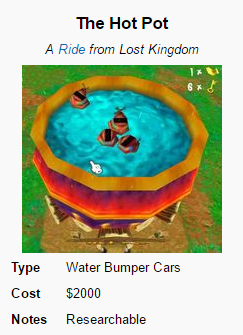 The Hot Pot
A Ride from Lost Kingdom
1 x
6 x
Type Water Bumper Cars
Cost $2000
Notes Researchable